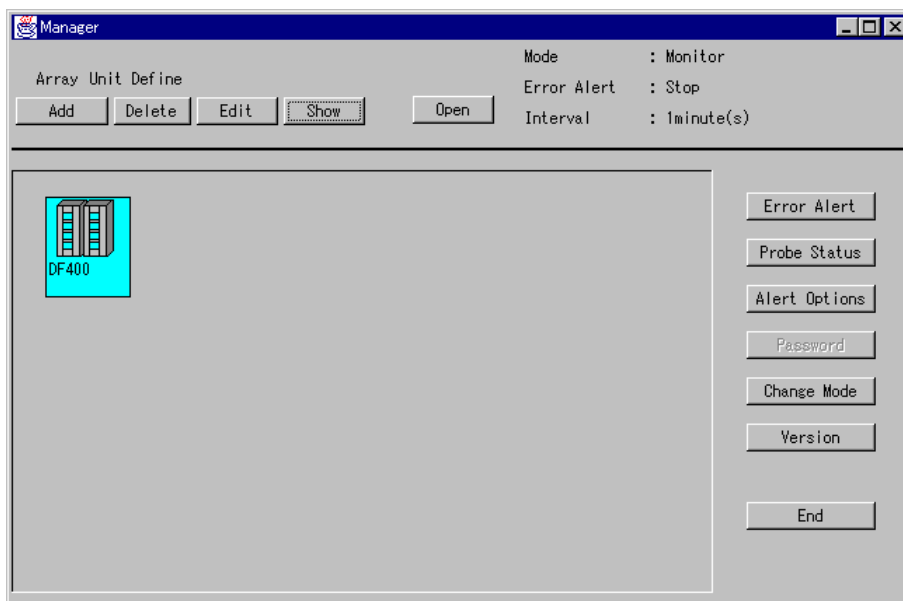 Manager
Mode : Monitor
Array Unit Define
Error Alert : Stop
Add Delete Edit Show Open
Interval : 1minute(s)
DF400
Error Alert
Probe Status
Alert Options
Password
Change Mode
Version
End